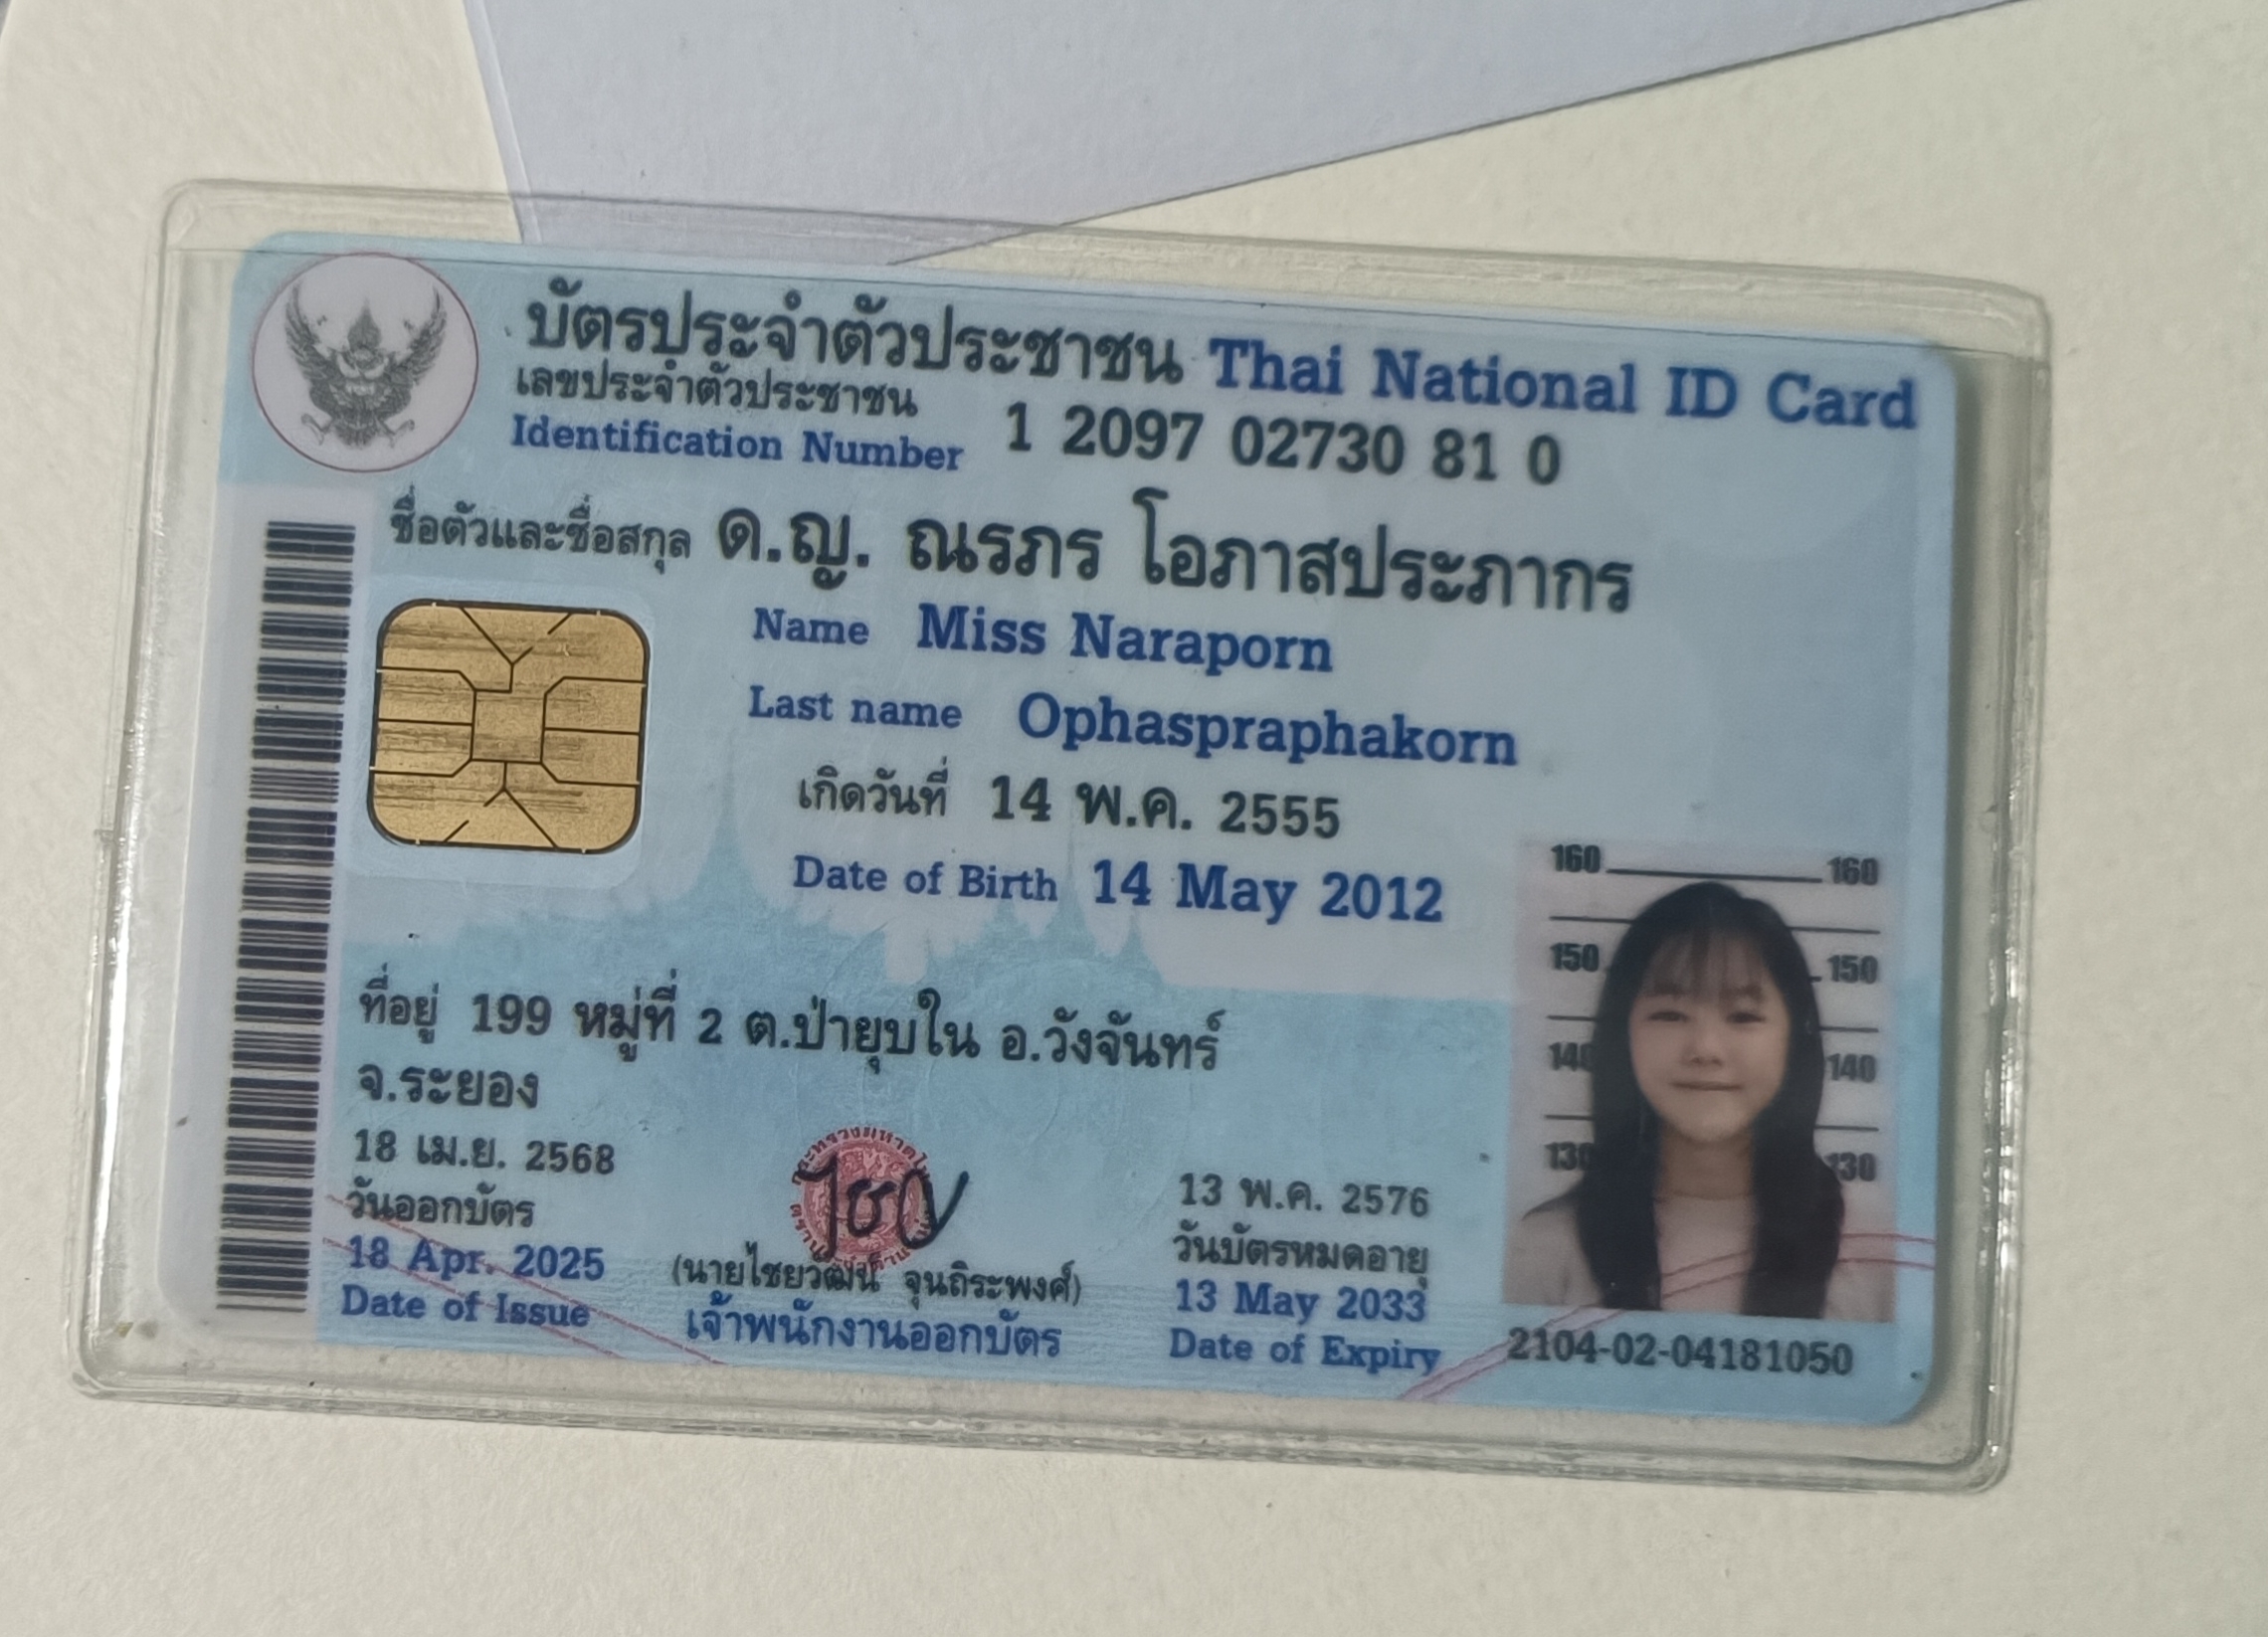 บัตรประจำตัวประชาชน Thai National ID Card
เลขประจำตัวประชาชน
Identification Number 1 2097 02730 81 0
ชื่อตัวและชื่อสกุล ด.ญ. ณรภร โอภาสประภากร
Name Miss Naraporn
Last name Ophaspraphakorn
เกิดวันที่ 14 พ.ค. 2555
Date of Birth 14 May 2012
ที่อยู่ 199 หมู่ที่ 2 ต.ป่ายุบใน อ.วังจันทร์
จ.ระยอง
18 เม.ย. 2568
วันออกบัตร
18 Apr. 2025
Date of Issue
(นายไชยวัฒน์ จุนถิระพงศ์)
เจ้าพนักงานออกบัตร
13 พ.ค. 2576
วันบัตรหมดอายุ
13 May 2033
Date of Expiry
160 160
150 150
140 140
130 130
2104-02-04181050